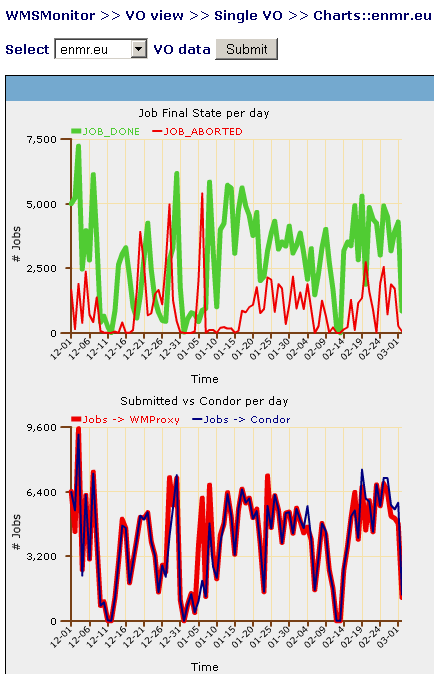 WMSMonitor >> VO view >> Single VO >> Charts::enmr.eu
Select enmr.eu VO data Submit
Job Final State per day
JOB_DONE JOB_ABORTED
7,500
5,000
2,500
0
# Jobs
12-01 12-06 12-11 12-16 12-21 12-26 12-31 01-05 01-10 01-15 01-20 01-25 01-30 02-04 02-09 02-14 02-19 02-24 03-01
Time
Submitted vs Condor per day
Jobs -> WMProxy Jobs -> Condor
9,600
6,400
3,200
0
# Jobs
12-01 12-06 12-11 12-16 12-21 12-26 12-31 01-05 01-10 01-15 01-20 01-25 01-30 02-04 02-09 02-14 02-19 02-24 03-01
Time